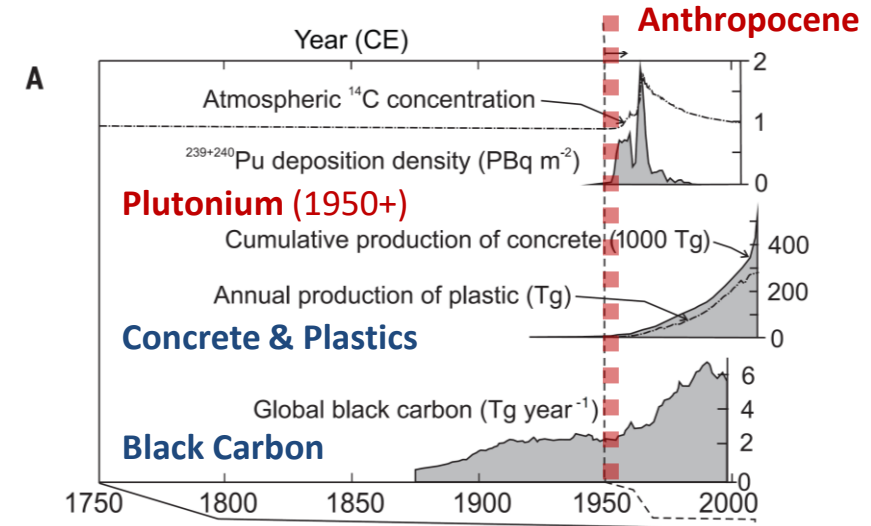 Anthropocene
Year (CE)
A
2
Atmospheric ¹⁴C concentration
1
²³⁹⁺²⁴⁰Pu deposition density (PBq m⁻²)
0
Plutonium (1950+)
Cumulative production of concrete (1000 Tg)
400
Annual production of plastic (Tg)
200
Concrete & Plastics
0
6
Global black carbon (Tg year⁻¹)
4
Black Carbon
2
0
1750 1800 1850 1900 1950 2000